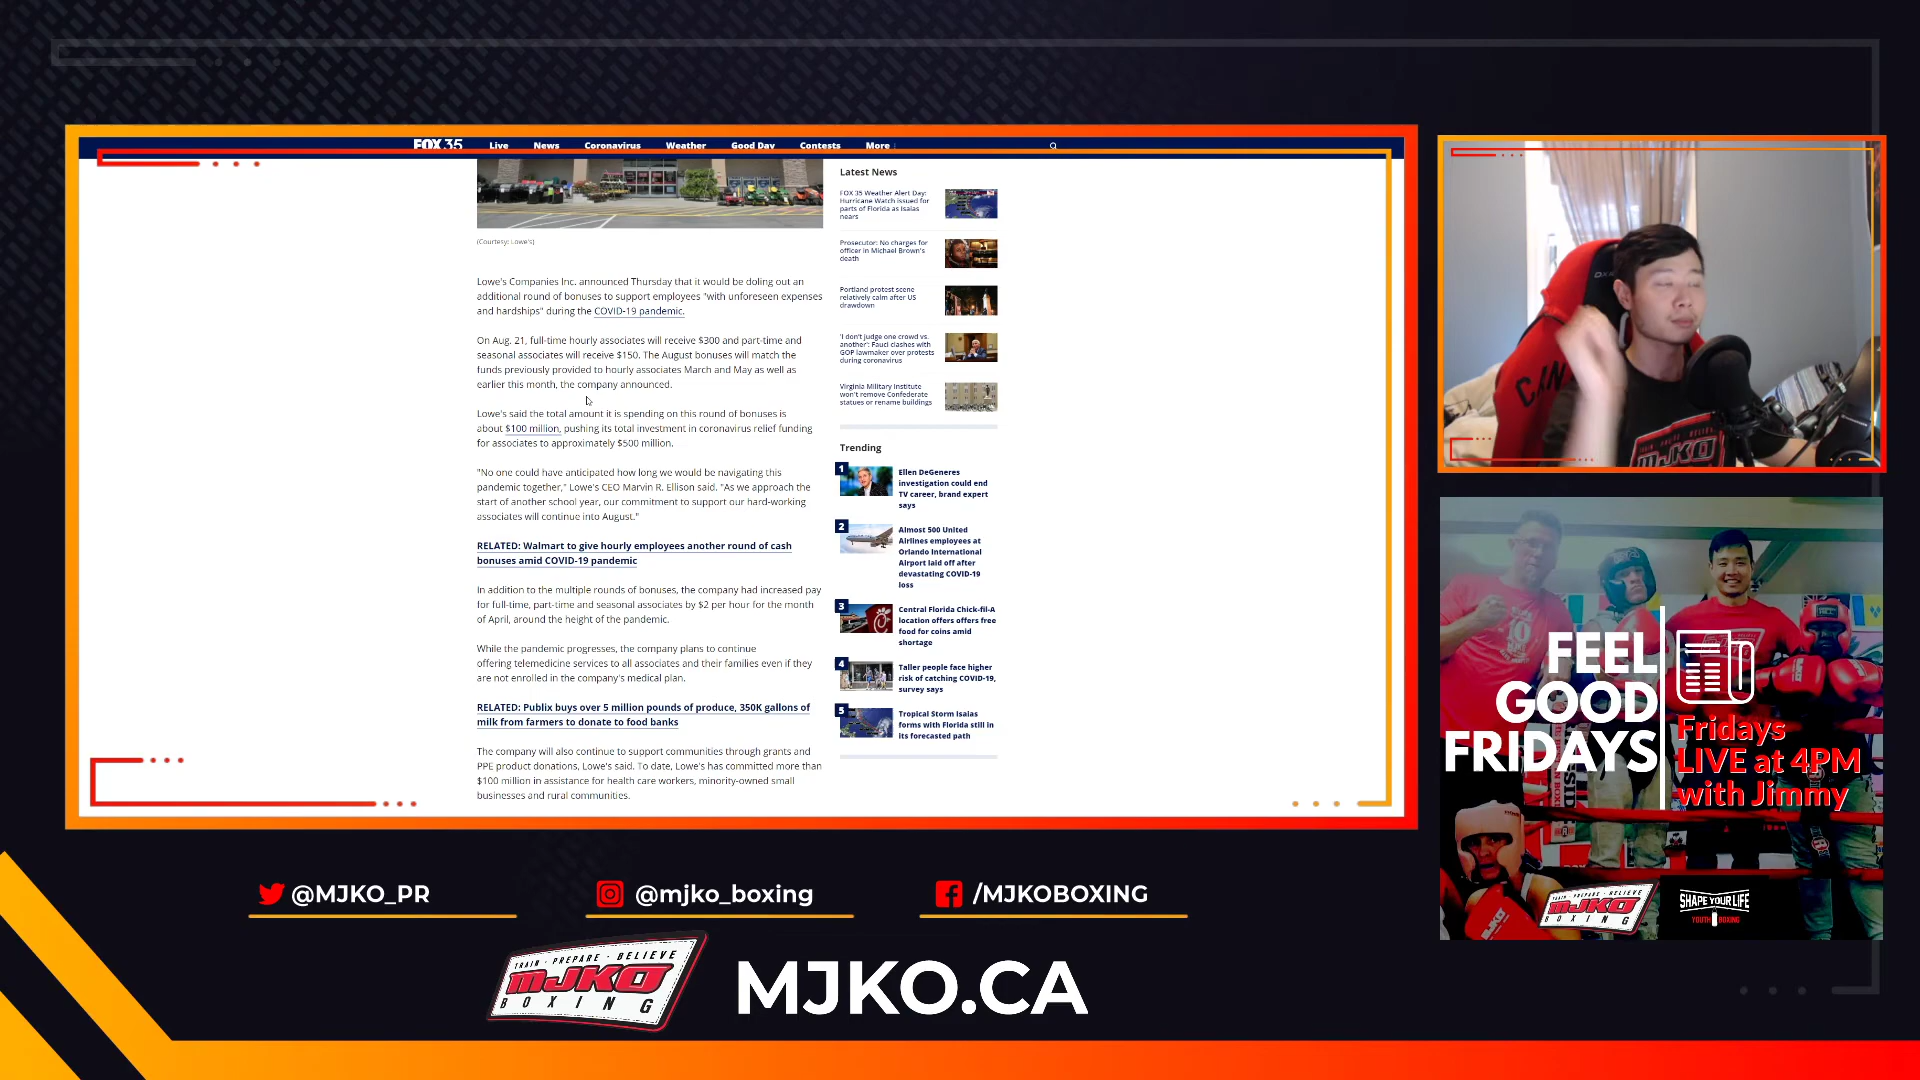 FOX 35
Live News Coronavirus Weather Good Day Contests More
(Courtesy: Lowe's)
Lowe's Companies Inc. announced Thursday that it would be doling out an
additional round of bonuses to support employees "with unforeseen expenses
and hardships" during the COVID-19 pandemic.
On Aug. 21, full-time hourly associates will receive $300 and part-time and
seasonal associates will receive $150. The August bonuses will match the
funds previously provided to hourly associates March and May as well as
earlier this month, the company announced.
Lowe's said the total amount it is spending on this round of bonuses is
about $100 million, pushing its total investment in coronavirus relief funding
for associates to approximately $500 million.
"No one could have anticipated how long we would be navigating this
pandemic together," Lowe's CEO Marvin R. Ellison said. "As we approach the
start of another school year, our commitment to support our hard-working
associates will continue into August."
RELATED: Walmart to give hourly employees another round of cash
bonuses amid COVID-19 pandemic
In addition to the multiple rounds of bonuses, the company had increased pay
for full-time, part-time and seasonal associates by $2 per hour for the month
of April, around the height of the pandemic.
While the pandemic progresses, the company plans to continue
offering telemedicine services to all associates and their families even if they
are not enrolled in the company's medical plan.
RELATED: Publix buys over 5 million pounds of produce, 350K gallons of
milk from farmers to donate to food banks
The company will also continue to support communities through grants and
PPE product donations, Lowe's said. To date, Lowe's has committed more than
$100 million in assistance for health care workers, minority-owned small
businesses and rural communities.
Latest News
FOX 35 Weather Alert Day:
Hurricane Watch issued for
parts of Florida as Isaias
nears
Prosecutor: No charges for
officer in Michael Brown's
death
Portland protest scene
relatively calm after US
drawdown
'I don't judge one crowd vs.
another': Fauci clashes with
GOP lawmaker over protests
during coronavirus
Virginia Military Institute
won't remove Confederate
statues or rename buildings
Trending
1
Ellen DeGeneres
investigation could end
TV career, brand expert
says
2
Almost 500 United
Airlines employees at
Orlando International
Airport laid off after
devastating COVID-19
loss
3
Central Florida Chick-fil-A
location offers offers free
food for coins amid
shortage
4
Taller people face higher
risk of catching COVID-19,
survey says
5
Tropical Storm Isaias
forms with Florida still in
its forecasted path
CAN
MJKO
FEEL
GOOD
FRIDAYS
Fridays
LIVE at 4PM
with Jimmy
TRAIN · PREPARE · BELIEVE
MJKO
BOXING
SHAPE YOUR LIFE
YOUTH BOXING
@MJKO_PR
@mjko_boxing
/MJKOBOXING
TRAIN · PREPARE · BELIEVE
MJKO
BOXING
MJKO.CA